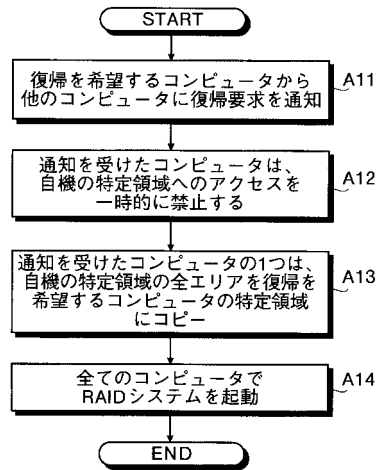 START
復帰を希望するコンピュータから
他のコンピュータに復帰要求を通知
A11
通知を受けたコンピュータは、
自機の特定領域へのアクセスを
一時的に禁止する
A12
通知を受けたコンピュータの1つは、
自機の特定領域の全エリアを復帰を
希望するコンピュータの特定領域
にコピー
A13
全てのコンピュータで
RAIDシステムを起動
A14
END